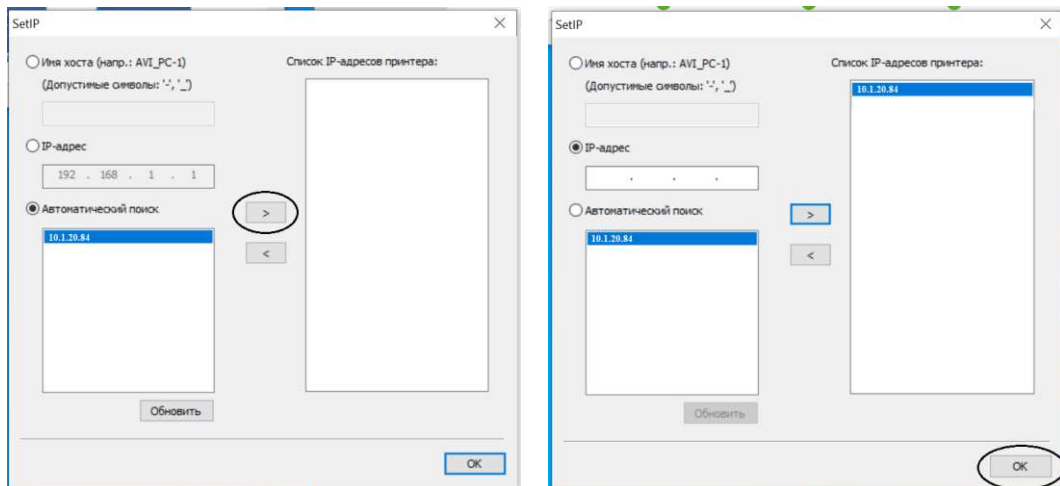 SetIP
Имя хоста (напр.: AVI_PC-1)
(Допустимые символы: '-', '_')
IP-адрес
192 . 168 . 1 . 1
Автоматический поиск
10.1.20.84
Обновить
Список IP-адресов принтера:
>
<
OK
SetIP
Имя хоста (напр.: AVI_PC-1)
(Допустимые символы: '-', '_')
IP-адрес
. . .
Автоматический поиск
10.1.20.84
Обновить
Список IP-адресов принтера:
10.1.20.84
>
<
OK